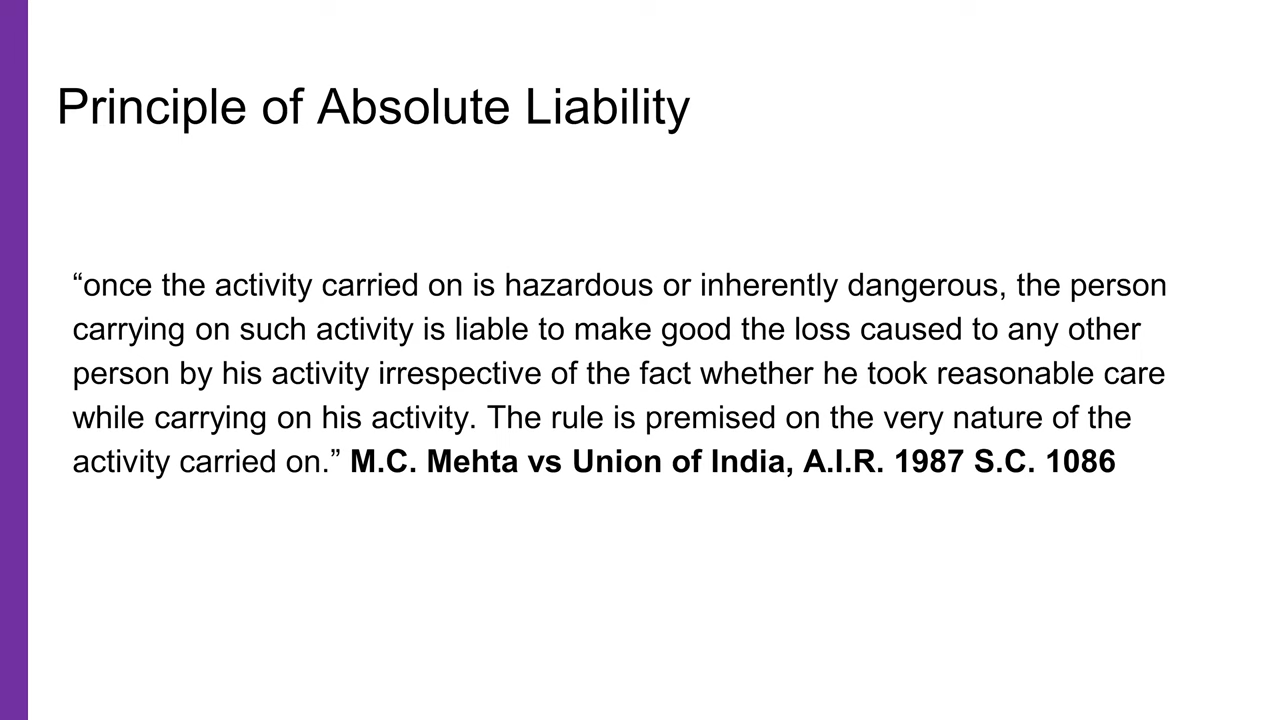 Principle of Absolute Liability
“once the activity carried on is hazardous or inherently dangerous, the person
carrying on such activity is liable to make good the loss caused to any other
person by his activity irrespective of the fact whether he took reasonable care
while carrying on his activity. The rule is premised on the very nature of the
activity carried on.” M.C. Mehta vs Union of India, A.I.R. 1987 S.C. 1086